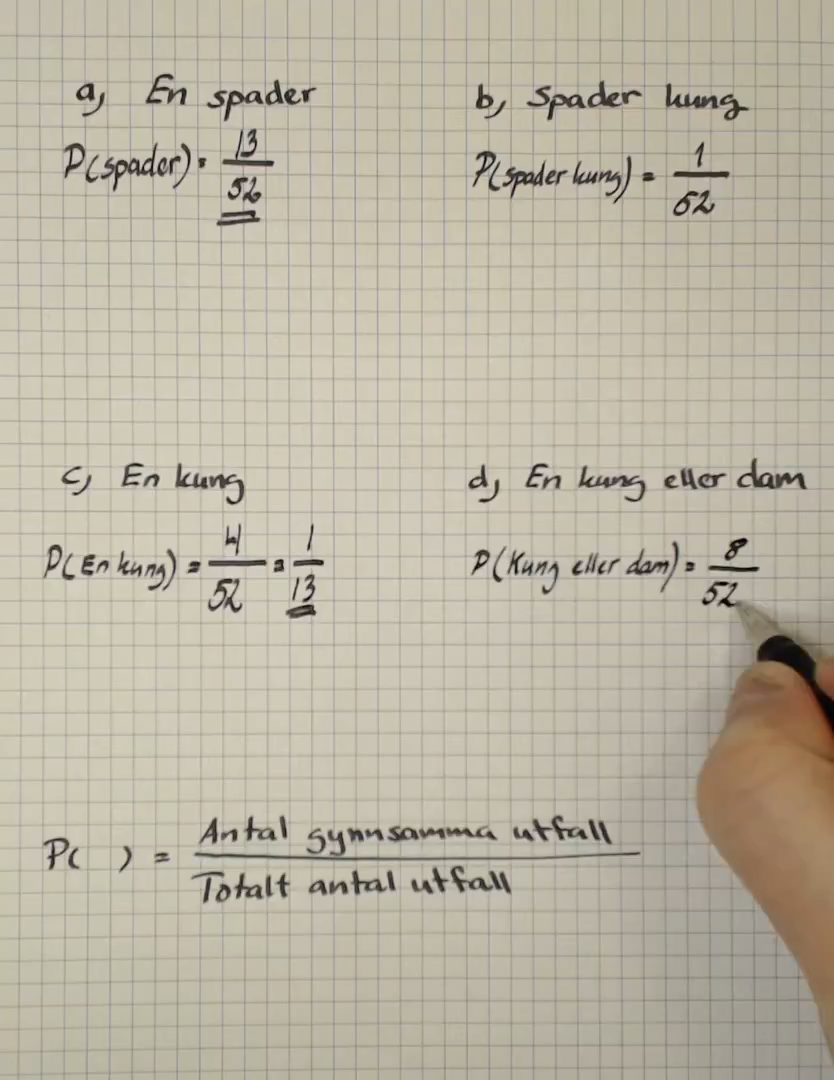 a, En spader
P(spader) = 13/52
b, Spader kung
P(spader kung) = 1/52
c, En kung
P(En kung) = 4/52 = 1/13
d, En kung eller dam
P(Kung eller dam) = 8/52
P( ) = Antal gynnsamma utfall
Totalt antal utfall